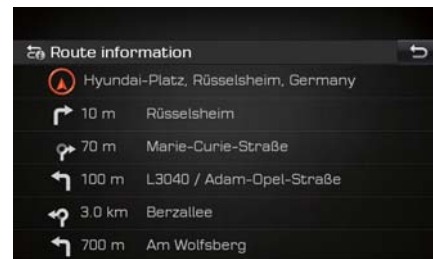 Route information
Hyundai-Platz, Rüsselsheim, Germany
10 m Rüsselsheim
70 m Marie-Curie-Straße
100 m L3040 / Adam-Opel-Straße
3.0 km Berzallee
700 m Am Wolfsberg